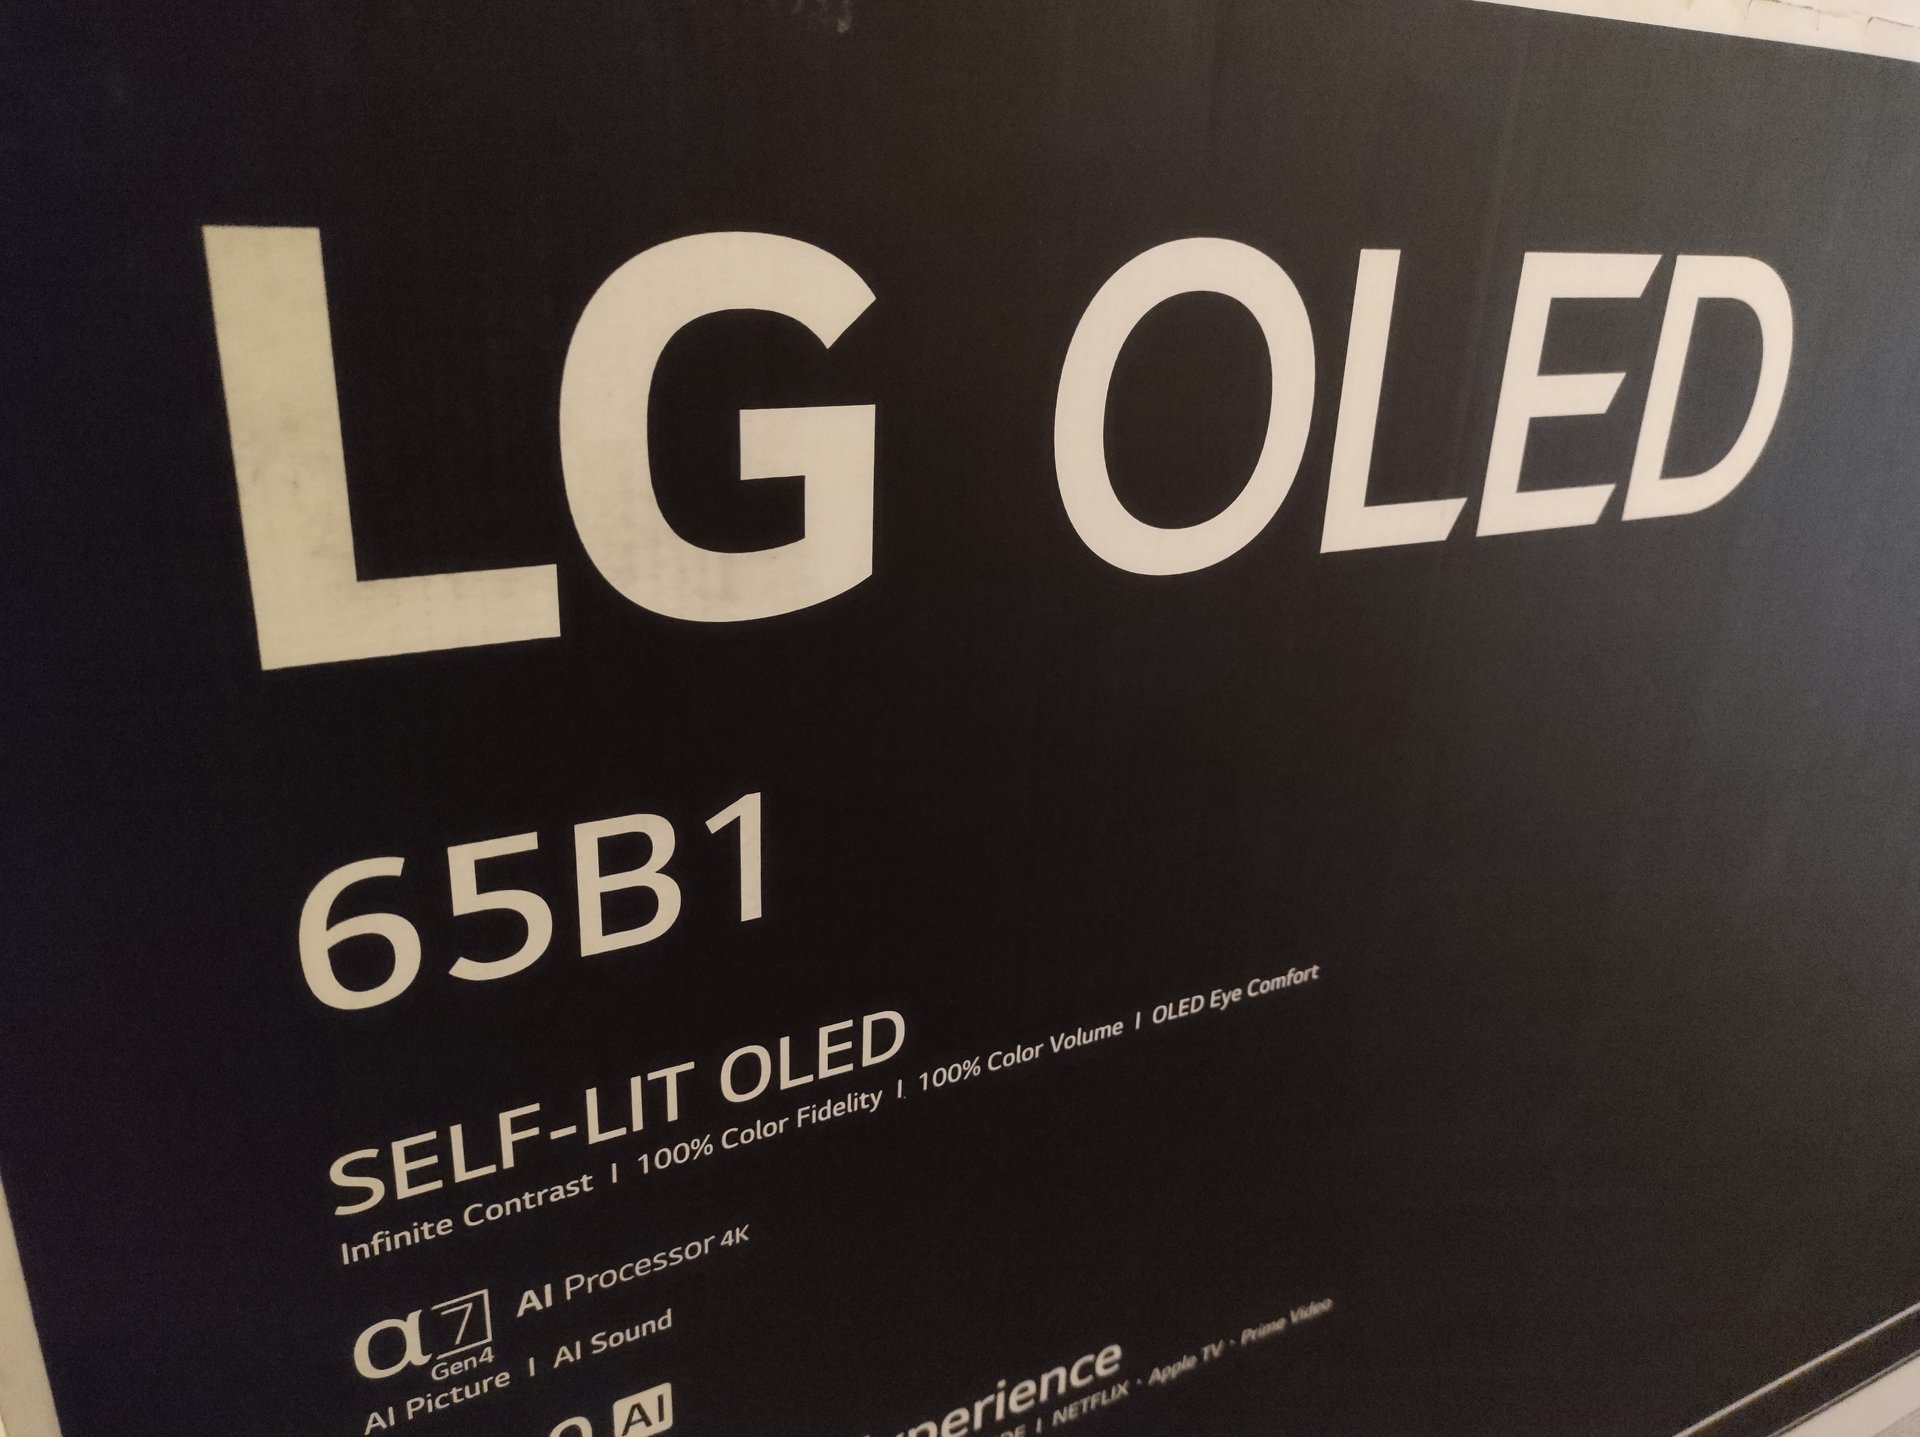 LG OLED
65B1
SELF-LIT OLED
Infinite Contrast | 100% Color Fidelity | 100% Color Volume | OLED Eye Comfort
α7 Gen4 AI Processor 4K
AI Picture | AI Sound
AI
NETFLIX · Apple TV · Prime Video